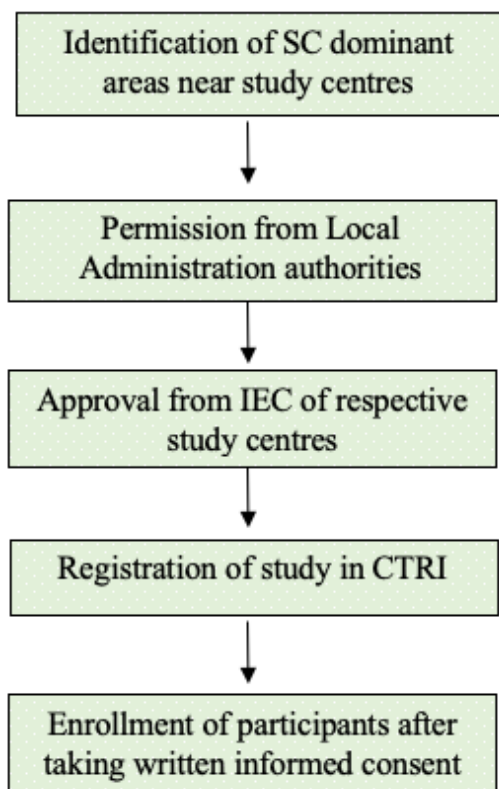 Identification of SC dominant
areas near study centres
Permission from Local
Administration authorities
Approval from IEC of respective
study centres
Registration of study in CTRI
Enrollment of participants after
taking written informed consent